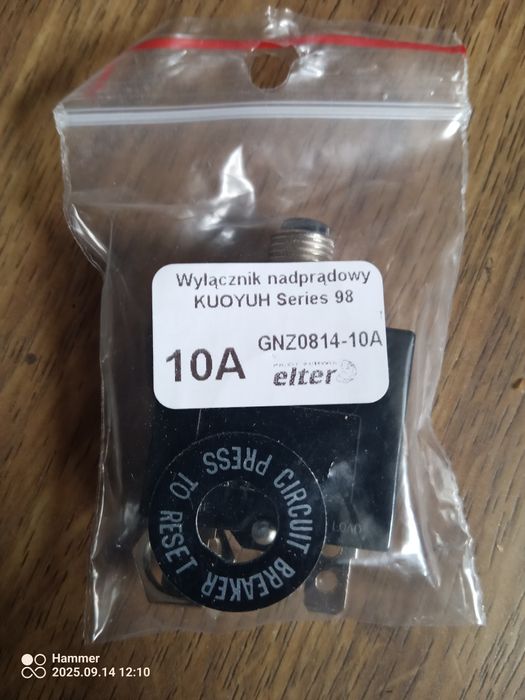 Wyłącznik nadprądowy
KUOYUH Series 98
GNZ0814-10A
10A
elter
CIRCUIT BREAKER PRESS TO RESET
LOAD
Hammer
2025.09.14 12:10